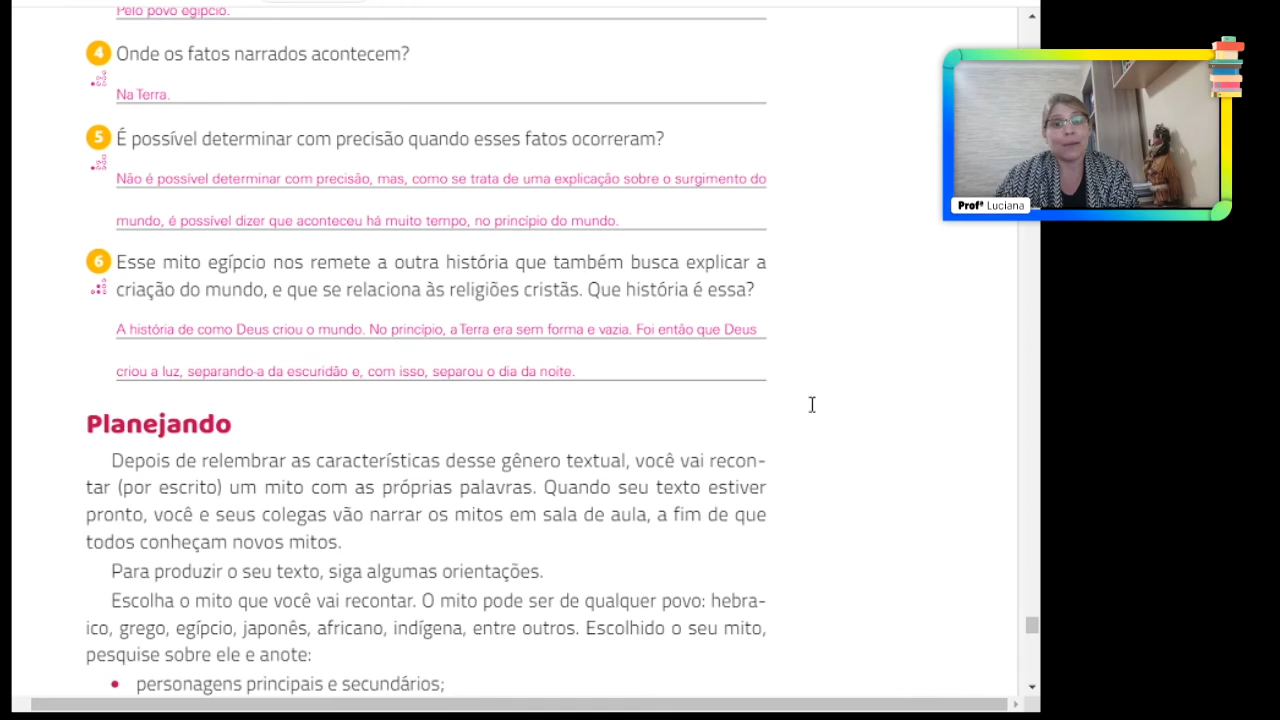 Pelo povo egípcio.
4 Onde os fatos narrados acontecem?
Na Terra.
5 É possível determinar com precisão quando esses fatos ocorreram?
Não é possível determinar com precisão, mas, como se trata de uma explicação sobre o surgimento do
mundo, é possível dizer que aconteceu há muito tempo, no princípio do mundo.
6 Esse mito egípcio nos remete a outra história que também busca explicar a
criação do mundo, e que se relaciona às religiões cristãs. Que história é essa?
A história de como Deus criou o mundo. No princípio, a Terra era sem forma e vazia. Foi então que Deus
criou a luz, separando-a da escuridão e, com isso, separou o dia da noite.
Planejando
Depois de relembrar as características desse gênero textual, você vai recon-
tar (por escrito) um mito com as próprias palavras. Quando seu texto estiver
pronto, você e seus colegas vão narrar os mitos em sala de aula, a fim de que
todos conheçam novos mitos.
Para produzir o seu texto, siga algumas orientações.
Escolha o mito que você vai recontar. O mito pode ser de qualquer povo: hebra-
ico, grego, egípcio, japonês, africano, indígena, entre outros. Escolhido o seu mito,
pesquise sobre ele e anote:
• personagens principais e secundários;
Profª Luciana